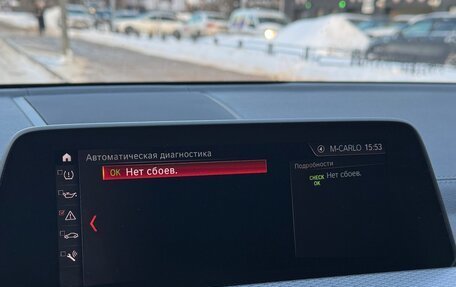 Автоматическая диагностика
M-CARLO 15:53
OK Нет сбоев.
Подробности
CHECK OK Нет сбоев.